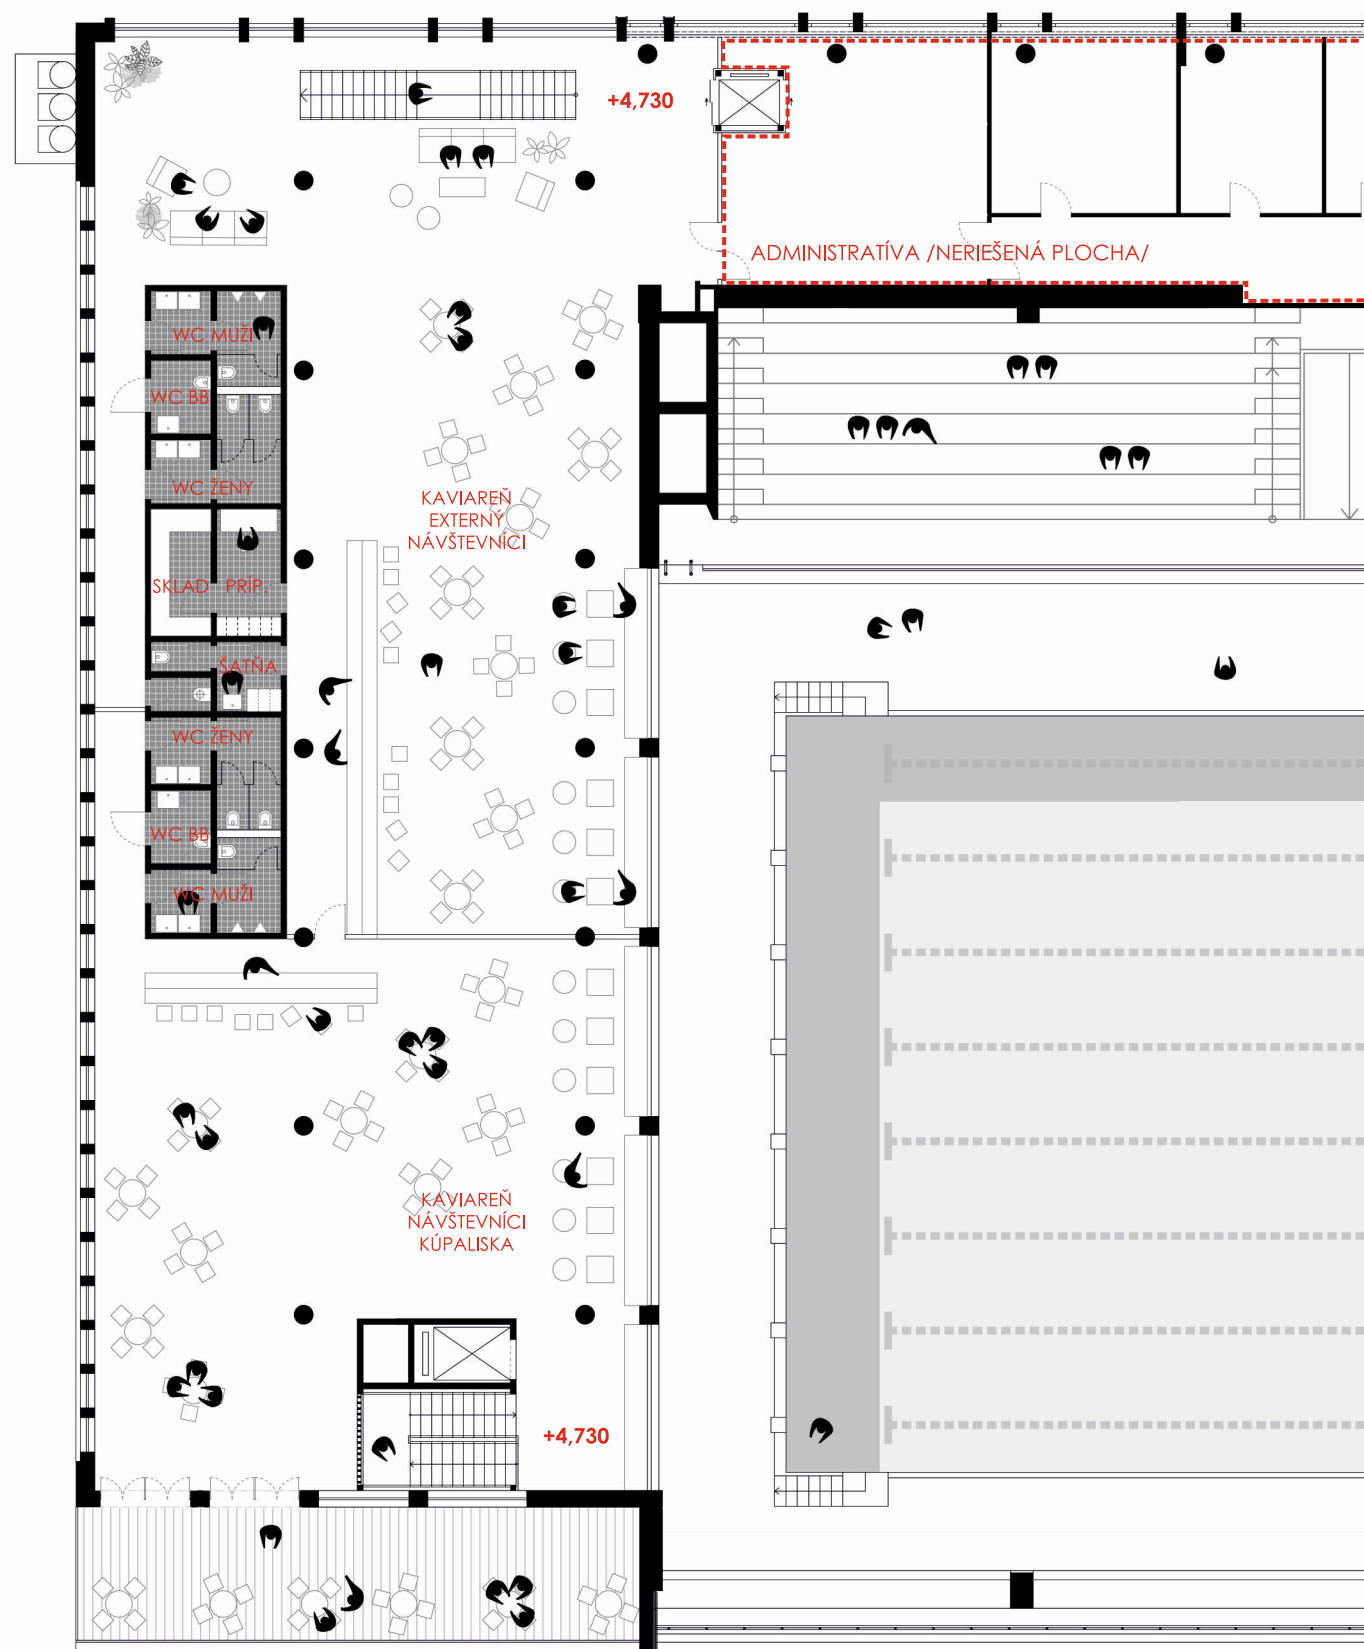 +4,730
ADMINISTRATÍVA /NERIEŠENÁ PLOCHA/
WC MUŽI
WC BB
WC ŽENY
KAVIAREŇ
EXTERNÝ
NÁVŠTEVNÍCI
SKLAD
PRÍP.
ŠATŇA
WC ŽENY
WC BB
WC MUŽI
KAVIAREŇ
NÁVŠTEVNÍCI
KÚPALISKA
+4,730